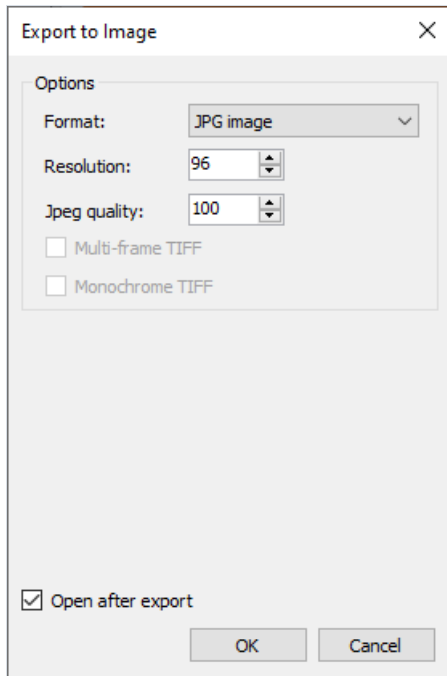 Export to Image
Options
Format: JPG image
Resolution: 96
Jpeg quality: 100
Multi-frame TIFF
Monochrome TIFF
Open after export
OK Cancel